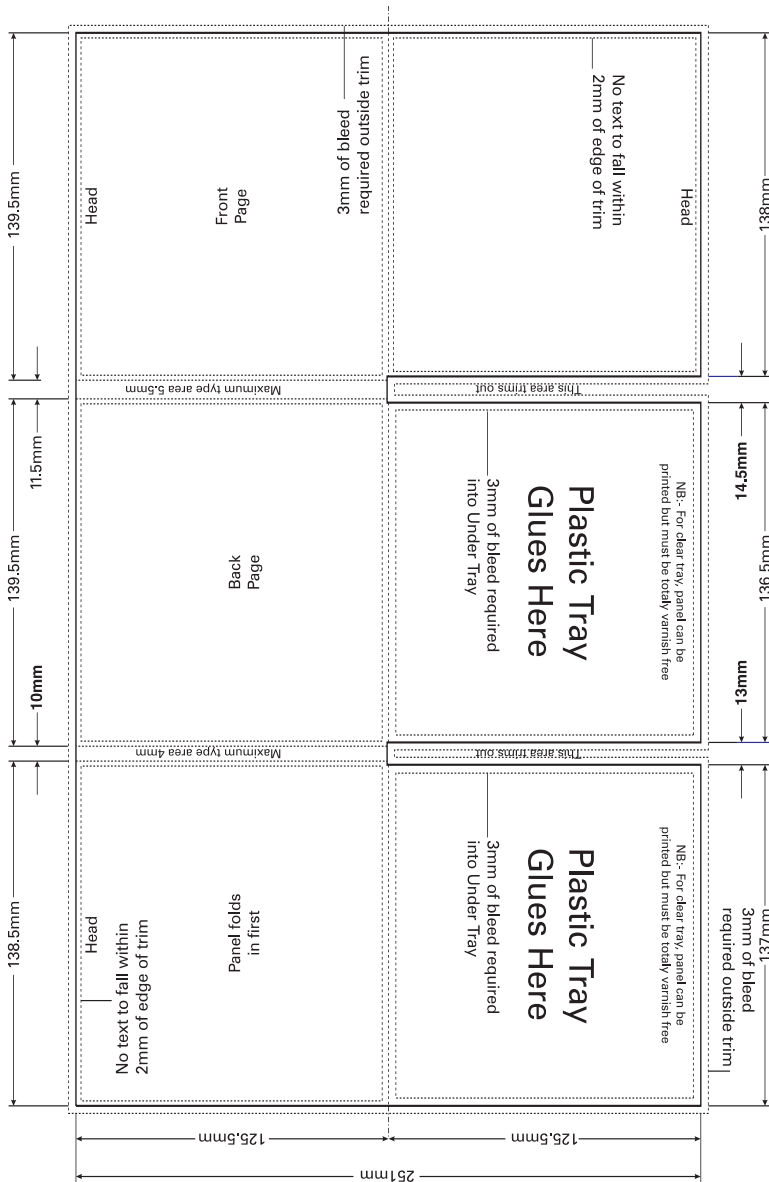 139.5mm
11.5mm
139.5mm
10mm
138.5mm
Head
Front
Page
3mm of bleed
required outside trim
No text to fall within
2mm of edge of trim
Head
138mm
Maximum type area 5.5mm
This area trims out
Back
Page
3mm of bleed required
into Under Tray
Plastic Tray
Glues Here
NB:- For clear tray, panel can be
printed but must be totaly varnish free
14.5mm
136.5mm
13mm
Maximum type area 4mm
This area trims out
Head
No text to fall within
2mm of edge of trim
Panel folds
in first
3mm of bleed required
into Under Tray
Plastic Tray
Glues Here
NB:- For clear tray, panel can be
printed but must be totaly varnish free
137mm
3mm of bleed
required outside trim
125.5mm
125.5mm
251mm